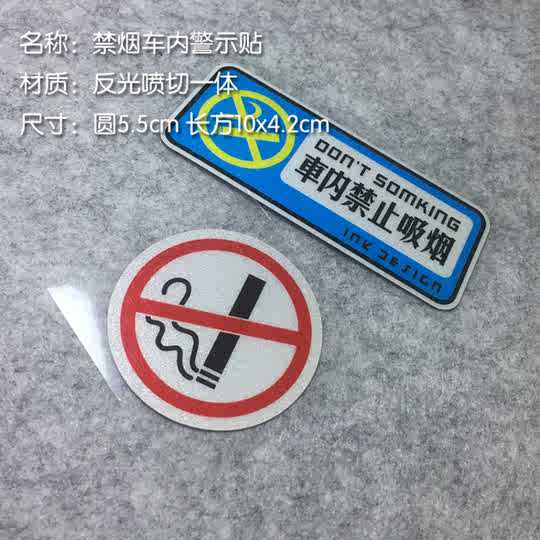 名称：禁烟车内警示贴
材质：反光喷切一体
尺寸：圆5.5cm 长方10x4.2cm
DON'T SOMKING
車内禁止吸烟
INK DESIGN